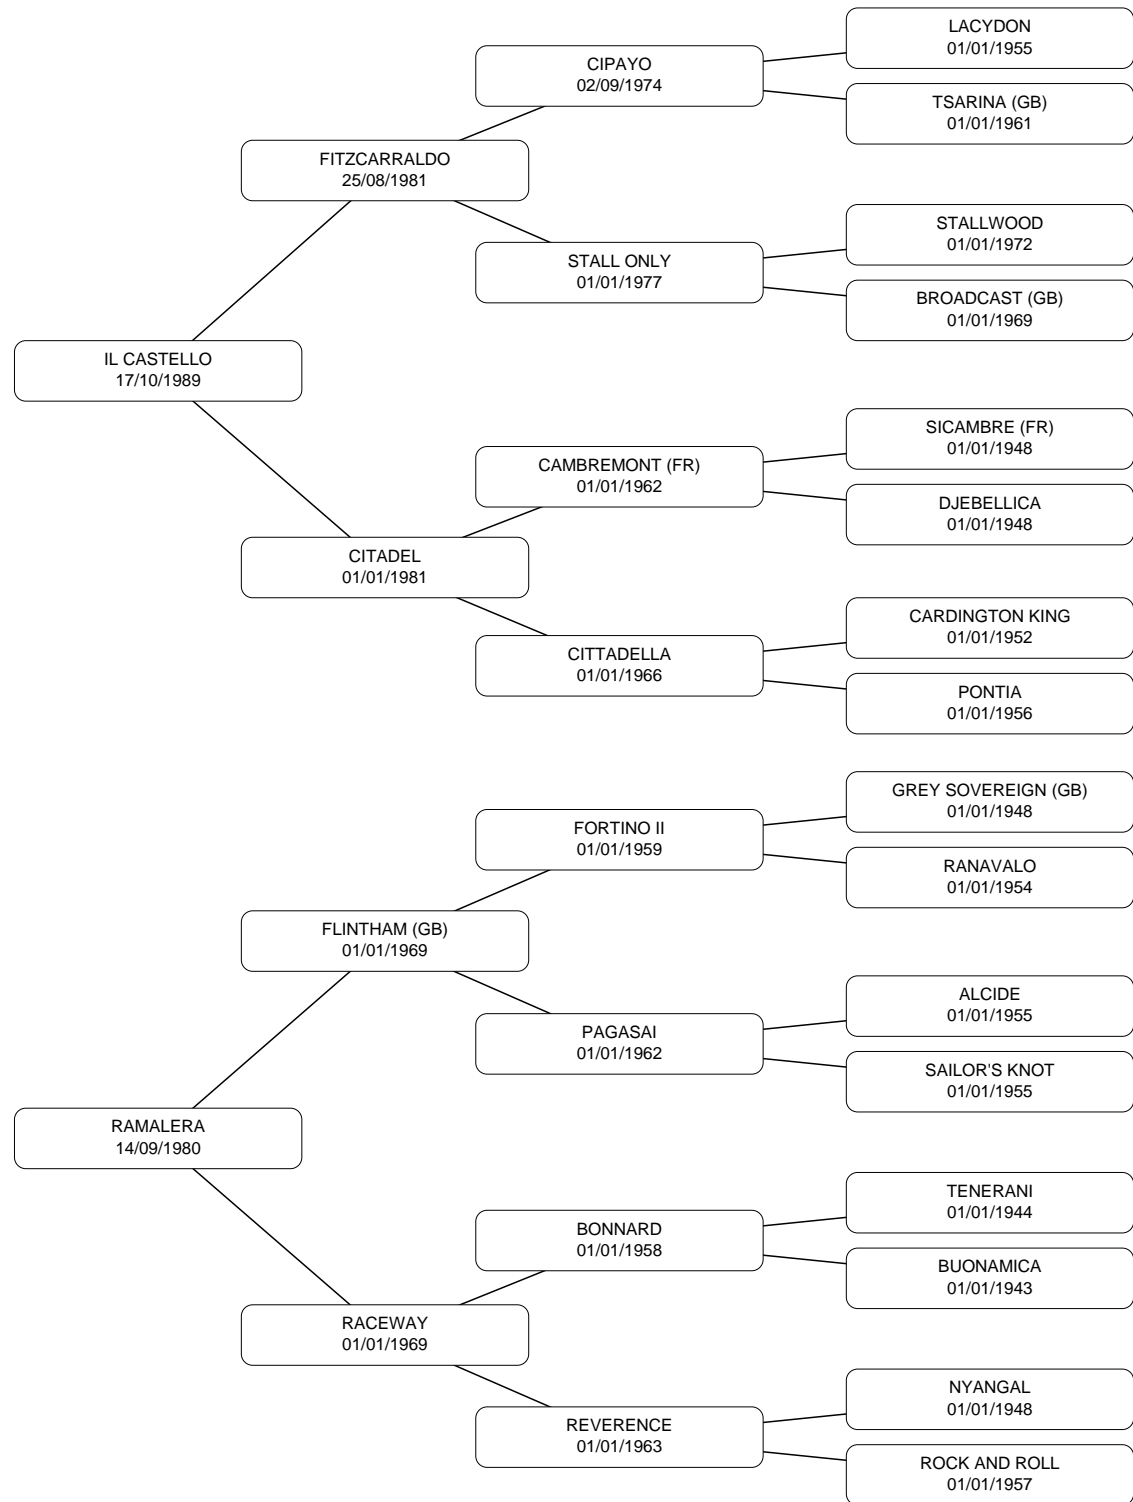 LACYDON
01/01/1955
CIPAYO
02/09/1974
TSARINA (GB)
01/01/1961
FITZCARRALDO
25/08/1981
STALLWOOD
01/01/1972
STALL ONLY
01/01/1977
BROADCAST (GB)
01/01/1969
IL CASTELLO
17/10/1989
SICAMBRE (FR)
01/01/1948
CAMBREMONT (FR)
01/01/1962
DJEBELLICA
01/01/1948
CITADEL
01/01/1981
CARDINGTON KING
01/01/1952
CITTADELLA
01/01/1966
PONTIA
01/01/1956
GREY SOVEREIGN (GB)
01/01/1948
FORTINO II
01/01/1959
RANAVALO
01/01/1954
FLINTHAM (GB)
01/01/1969
ALCIDE
01/01/1955
PAGASAI
01/01/1962
SAILOR'S KNOT
01/01/1955
RAMALERA
14/09/1980
TENERANI
01/01/1944
BONNARD
01/01/1958
BUONAMICA
01/01/1943
RACEWAY
01/01/1969
NYANGAL
01/01/1948
REVERENCE
01/01/1963
ROCK AND ROLL
01/01/1957